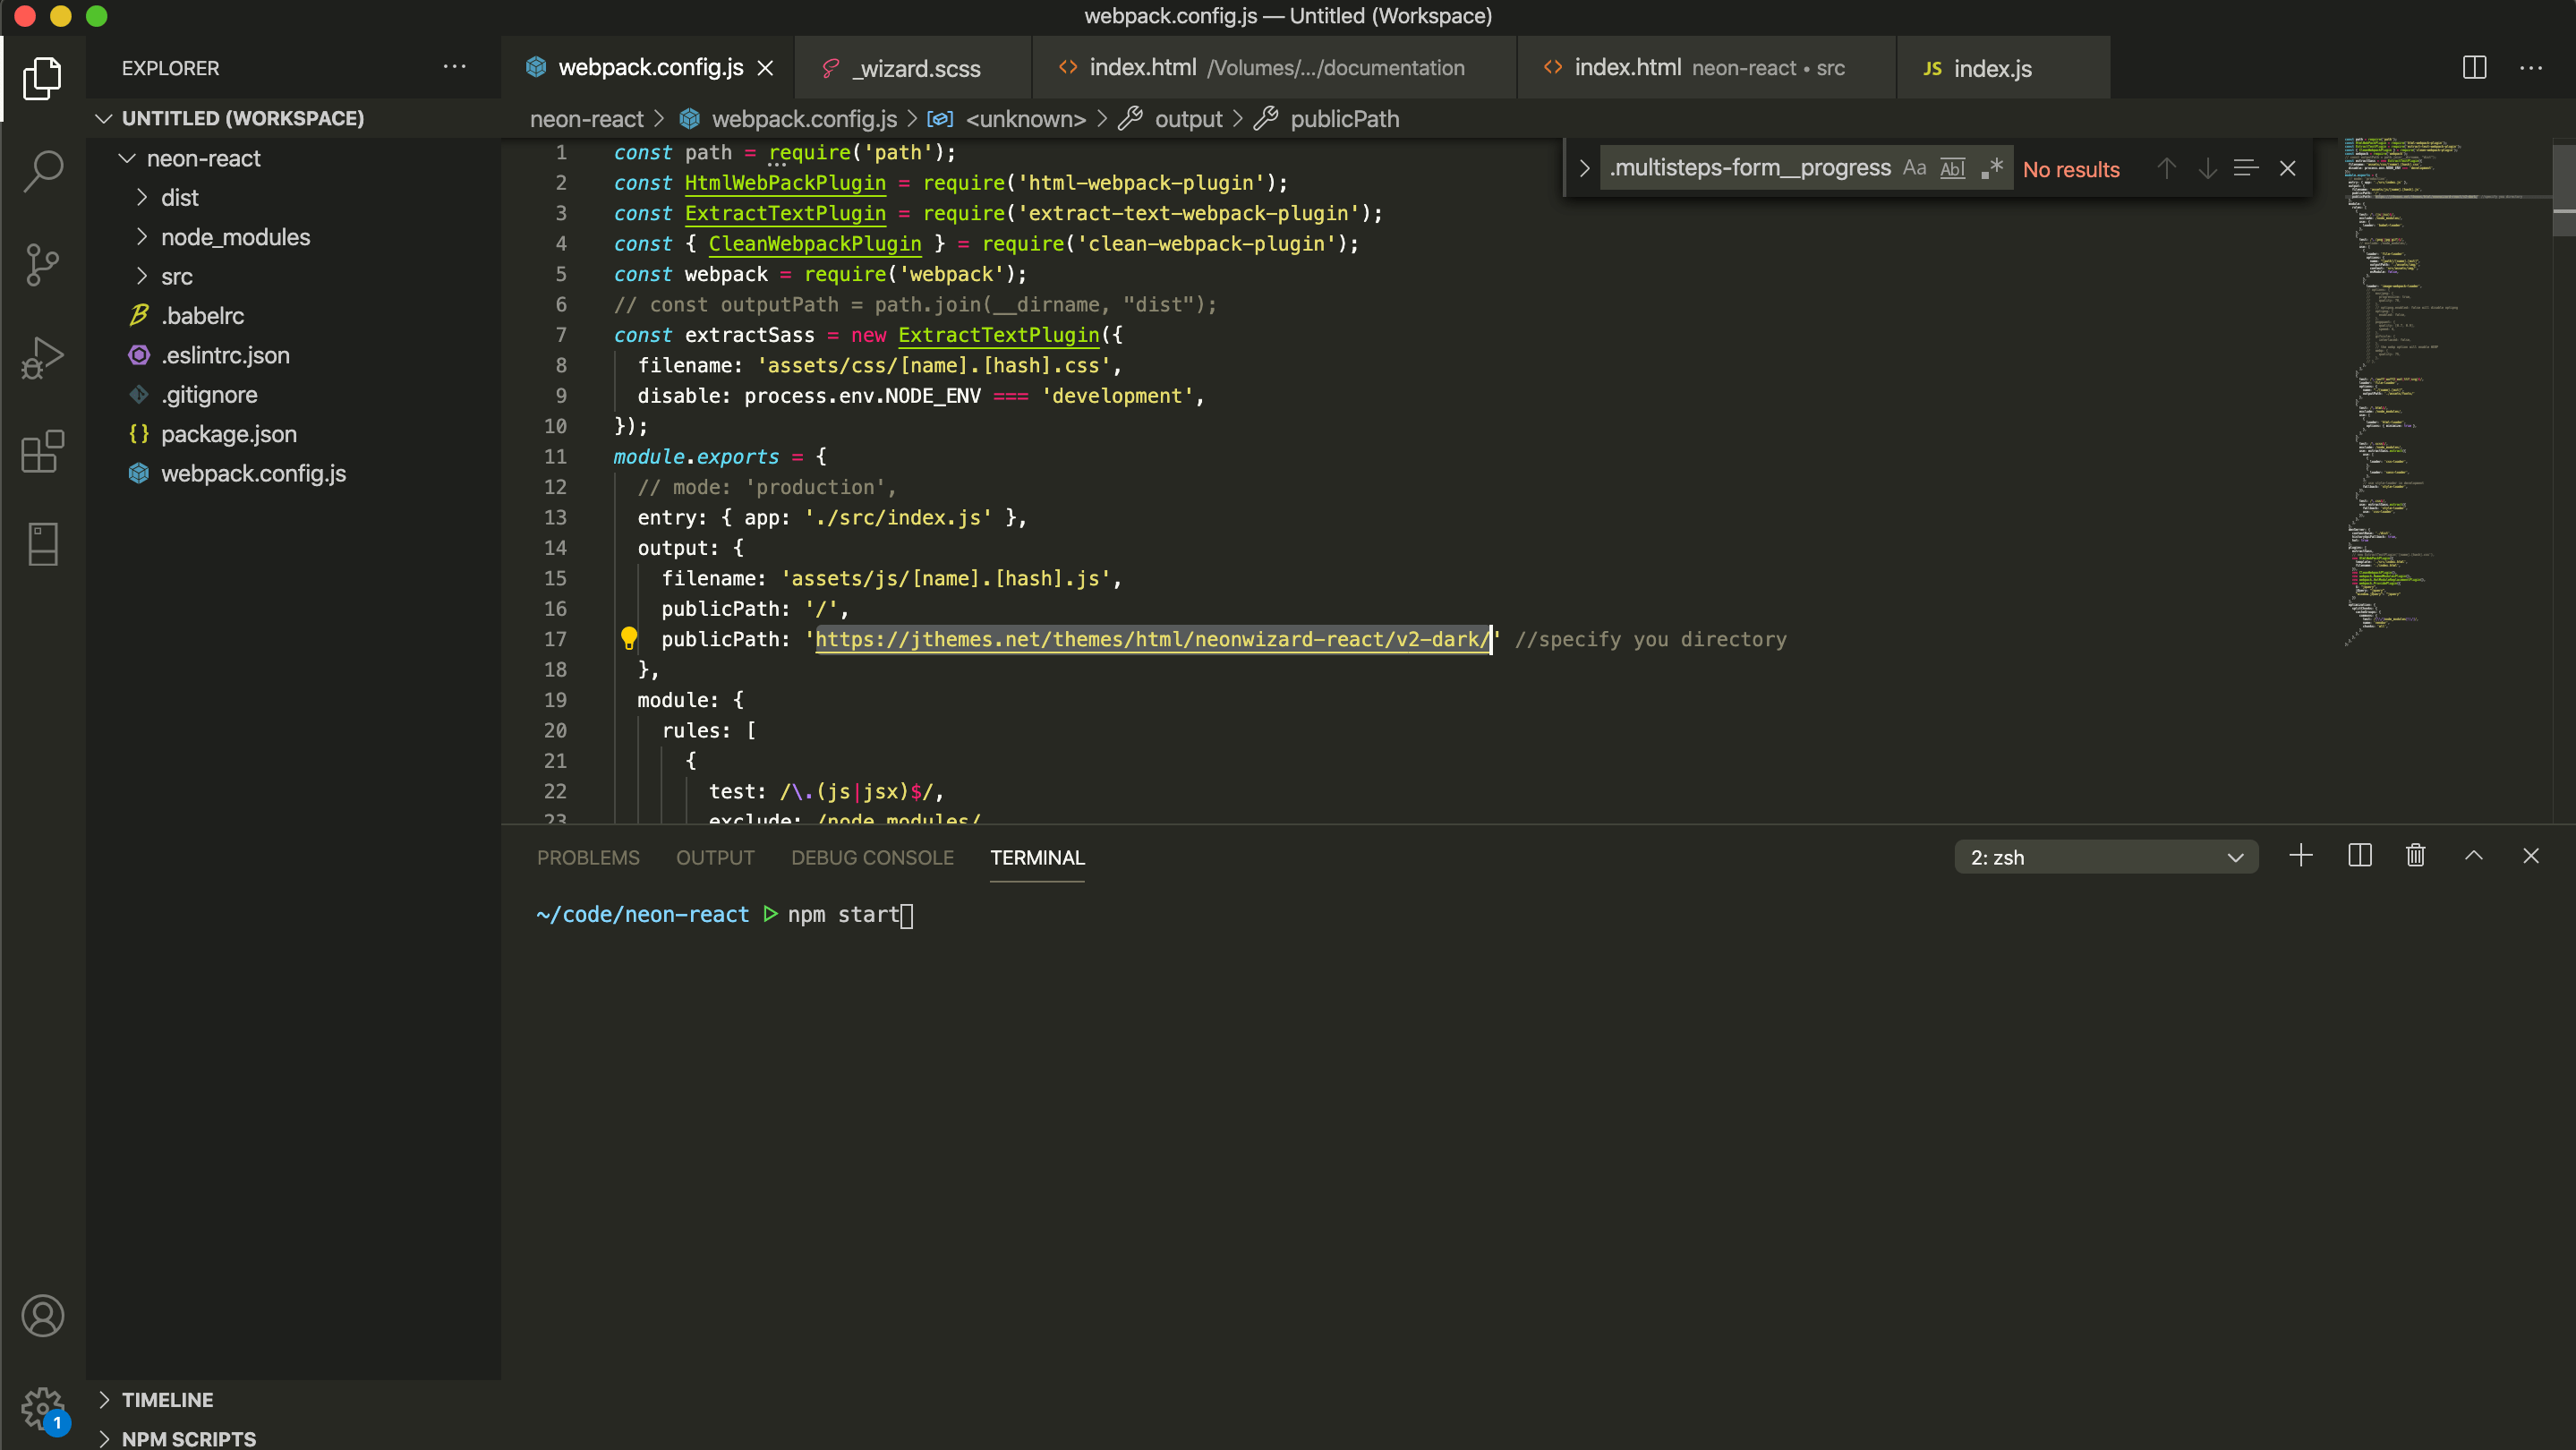 webpack.config.js — Untitled (Workspace)
EXPLORER
webpack.config.js
_wizard.scss
index.html /Volumes/.../documentation
index.html neon-react • src
JS index.js
UNTITLED (WORKSPACE)
neon-react
dist
node_modules
src
.babelrc
.eslintrc.json
.gitignore
package.json
webpack.config.js
neon-react > webpack.config.js > <unknown> > output > publicPath
.multisteps-form__progress Aa Abl .* No results
1 const path = require('path');
2 const HtmlWebPackPlugin = require('html-webpack-plugin');
3 const ExtractTextPlugin = require('extract-text-webpack-plugin');
4 const { CleanWebpackPlugin } = require('clean-webpack-plugin');
5 const webpack = require('webpack');
6 // const outputPath = path.join(__dirname, "dist");
7 const extractSass = new ExtractTextPlugin({
8 filename: 'assets/css/[name].[hash].css',
9 disable: process.env.NODE_ENV === 'development',
10 });
11 module.exports = {
12 // mode: 'production',
13 entry: { app: './src/index.js' },
14 output: {
15 filename: 'assets/js/[name].[hash].js',
16 publicPath: '/',
17 publicPath: 'https://jthemes.net/themes/html/neonwizard-react/v2-dark/' //specify you directory
18 },
19 module: {
20 rules: [
21 {
22 test: /\.(js|jsx)$/,
23 exclude: /node_modules/
PROBLEMS OUTPUT DEBUG CONSOLE TERMINAL
2: zsh
~/code/neon-react ▷ npm start
1
TIMELINE
NPM SCRIPTS